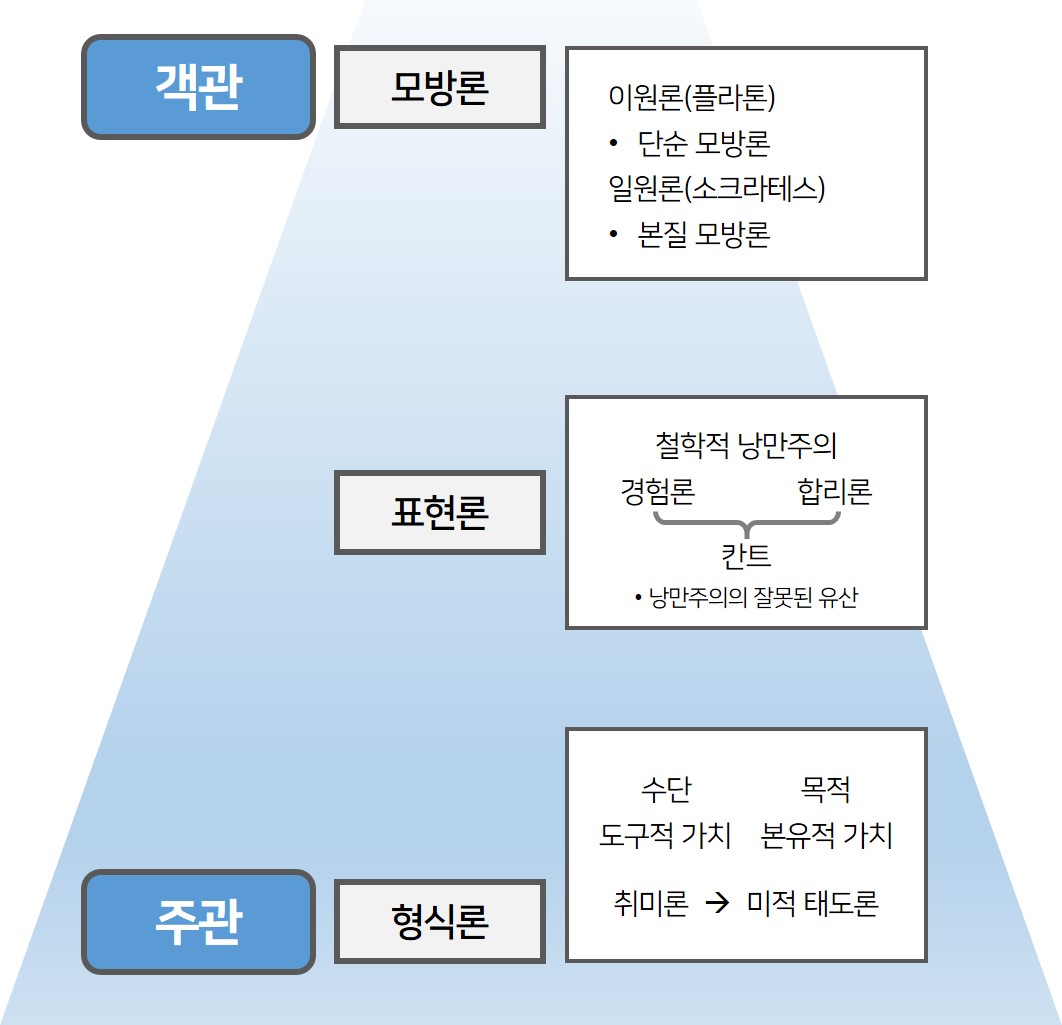 객관
모방론
이원론(플라톤)
• 단순 모방론
일원론(소크라테스)
• 본질 모방론
표현론
철학적 낭만주의
경험론 합리론
칸트
• 낭만주의의 잘못된 유산
주관
형식론
수단 목적
도구적 가치 본유적 가치
취미론 → 미적 태도론